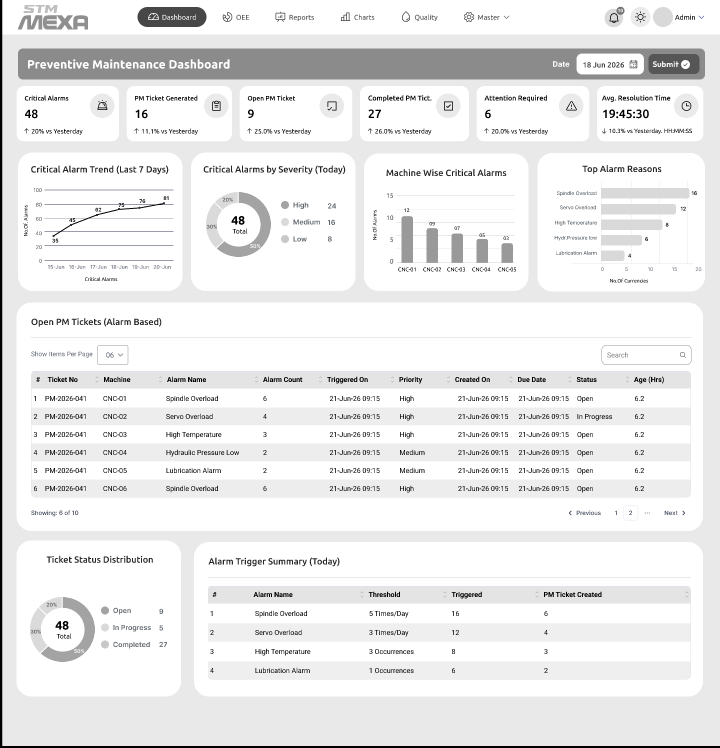 STM
MEXA
Dashboard OEE Reports Charts Quality Master 18 Admin
Preventive Maintenance Dashboard Date 18 Jun 2026 Submit
Critical Alarms
48
↑ 20% vs Yesterday
PM Ticket Generated
16
↑ 11.1% vs Yesterday
Open PM Ticket
9
↑ 25.0% vs Yesterday
Completed PM Tict.
27
↑ 26.0% vs Yesterday
Attention Required
6
↑ 20.0% vs Yesterday
Avg. Resolution Time
19:45:30
↓ 10.3% vs Yesterday. HH:MM:SS
Critical Alarm Trend (Last 7 Days)
No.Of. Alarms
100
80
60
40
20
0
35 45 62 75 76 81
15-Jun 16-Jun 17-Jun 18-Jun 19-Jun 20-Jun
Critical Alarms
Critical Alarms by Severity (Today)
20%
30%
50%
48
Total
High 24
Medium 16
Low 8
Machine Wise Critical Alarms
No.of Alarms
15
10
5
0
12 09 07 05 03
CNC-01 CNC-02 CNC-03 CNC-04 CNC-05
Top Alarm Reasons
Spindle Overlost 16
Servo Overload 12
High Temoerature 8
Hydr.Pressure low 6
Lubrication Alarm 4
0 5 10 15 20
No.Of Currencies
Open PM Tickets (Alarm Based)
Show Items Per Page 06 Search
# Ticket No Machine Alarm Name Alarm Count Triggered On Priority Created On Due Date Status Age (Hrs)
1 PM-2026-041 CNC-01 Spindle Overload 6 21-Jun-26 09:15 High 21-Jun-26 09:15 21-Jun-26 09:15 Open 6.2
2 PM-2026-041 CNC-02 Servo Overload 4 21-Jun-26 09:15 High 21-Jun-26 09:15 21-Jun-26 09:15 In Progress 6.2
3 PM-2026-041 CNC-03 High Temperature 3 21-Jun-26 09:15 High 21-Jun-26 09:15 21-Jun-26 09:15 Open 6.2
4 PM-2026-041 CNC-04 Hydraulic Pressure Low 2 21-Jun-26 09:15 Medium 21-Jun-26 09:15 21-Jun-26 09:15 Open 6.2
5 PM-2026-041 CNC-05 Lubrication Alarm 2 21-Jun-26 09:15 Medium 21-Jun-26 09:15 21-Jun-26 09:15 Open 6.2
6 PM-2026-041 CNC-06 Spindle Overload 6 21-Jun-26 09:15 High 21-Jun-26 09:15 21-Jun-26 09:15 Open 6.2
Showing: 6 of 10 Previous 1 2 ... Next
Ticket Status Distribution
20%
30%
50%
48
Total
Open 9
In Progress 5
Completed 27
Alarm Trigger Summary (Today)
# Alarm Name Threshold Triggered PM Ticket Created
1 Spindle Overload 5 Times/Day 16 6
2 Servo Overload 3 Times/Day 12 4
3 High Temperature 3 Occurrences 8 3
4 Lubrication Alarm 1 Occurrences 6 2